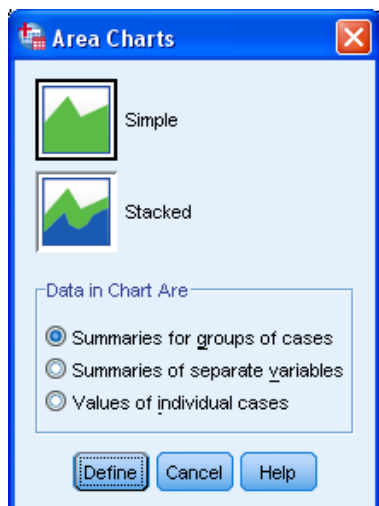 Area Charts
Simple
Stacked
Data in Chart Are
Summaries for groups of cases
Summaries of separate variables
Values of individual cases
Define Cancel Help